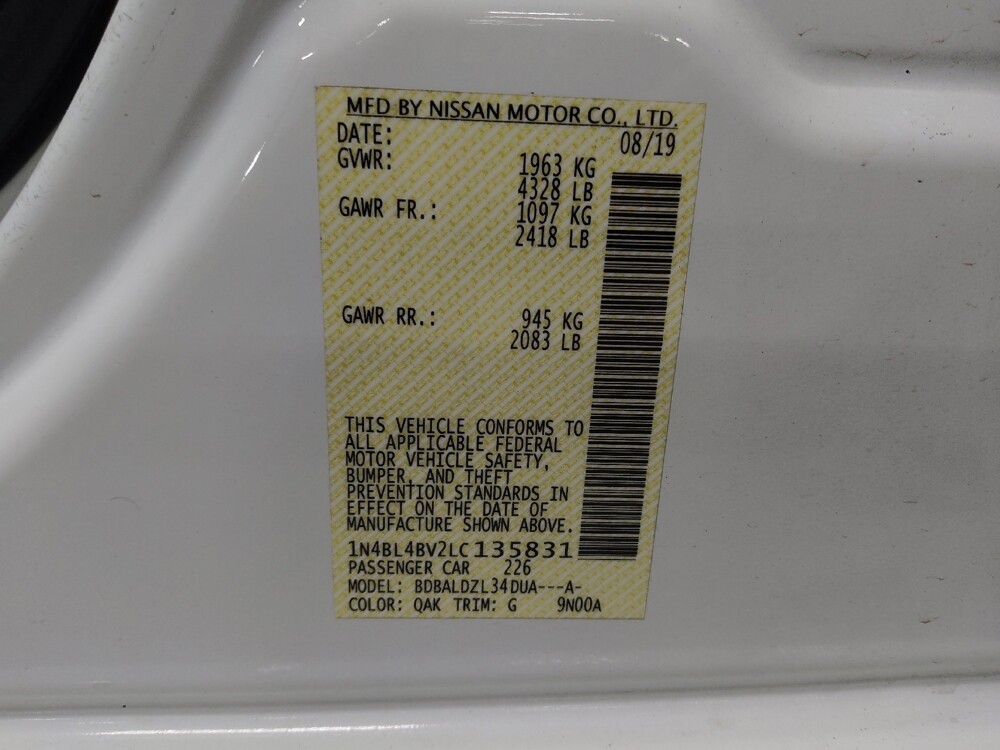 MFD BY NISSAN MOTOR CO., LTD.
DATE: 08/19
GVWR: 1963 KG
4328 LB
GAWR FR.: 1097 KG
2418 LB
GAWR RR.: 945 KG
2083 LB
THIS VEHICLE CONFORMS TO
ALL APPLICABLE FEDERAL
MOTOR VEHICLE SAFETY,
BUMPER, AND THEFT
PREVENTION STANDARDS IN
EFFECT ON THE DATE OF
MANUFACTURE SHOWN ABOVE.
1N4BL4BV2LC135831
PASSENGER CAR 226
MODEL: BDBALDZL34DUA---A-
COLOR: QAK TRIM: G 9N00A